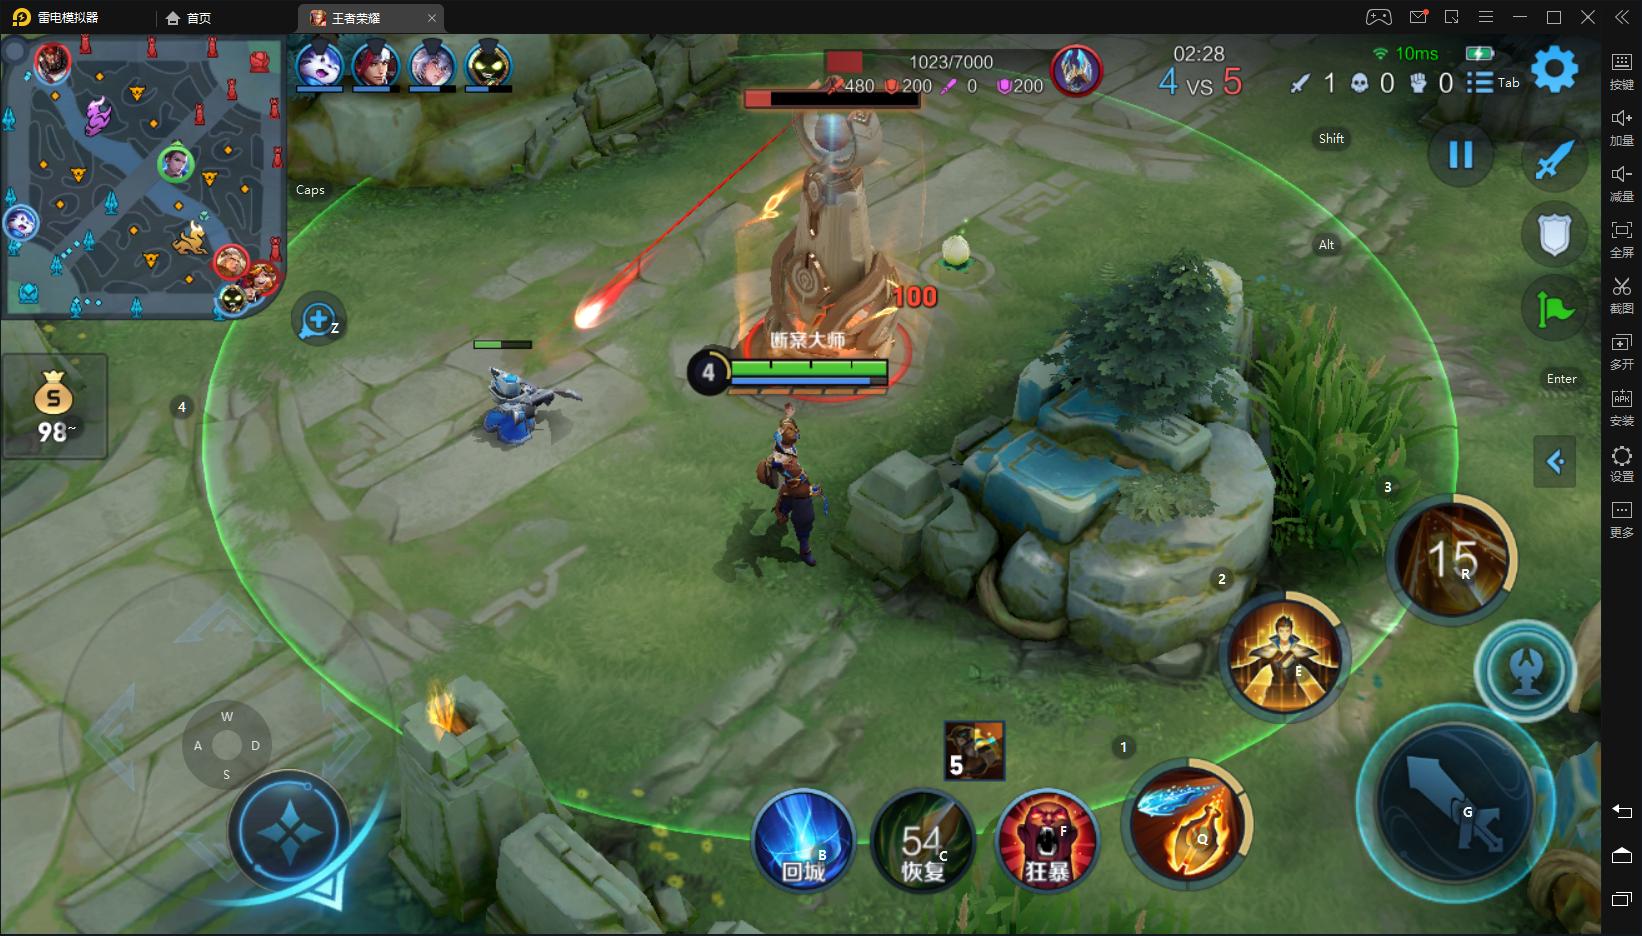 雷电模拟器
首页
王者荣耀
1023/7000
480 200 0 200
02:28
4 VS 5
10ms
1 0 0 Tab
Shift
Caps
Alt
Z
100
断案大师
4
Enter
S
98~
4
3
15
R
2
E
W
A D
S
5
1
G
B
回城
54
C
恢复
F
狂暴
Q
按键
加量
减量
全屏
截图
多开
APK
安装
设置
更多